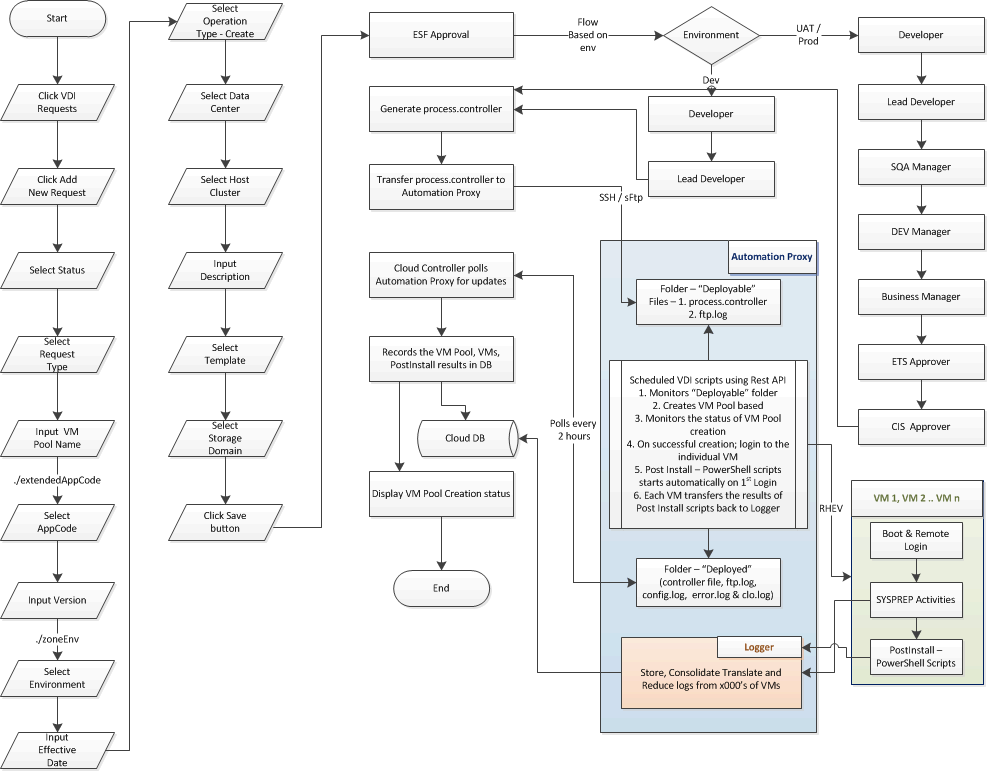 Start
Click VDI
Requests
Click Add
New Request
Select Status
Select
Request
Type
Input VM
Pool Name
./extendedAppCode
Select
AppCode
Input Version
./zoneEnv
Select
Environment
Input
Effective
Date
Select
Operation
Type - Create
Select Data
Center
Select Host
Cluster
Input
Description
Select
Template
Select
Storage
Domain
Click Save
button
ESF Approval
Flow
Based on
env
Environment
UAT /
Prod
Dev
Developer
Lead Developer
Generate process.controller
Transfer process.controller to
Automation Proxy
SSH / sFtp
Developer
Lead Developer
SQA Manager
DEV Manager
Business Manager
ETS Approver
CIS Approver
Cloud Controller polls
Automation Proxy for updates
Records the VM Pool, VMs,
PostInstall results in DB
Cloud DB
Display VM Pool Creation status
End
Polls every
2 hours
Automation Proxy
Folder – “Deployable”
Files – 1. process.controller
2. ftp.log
Scheduled VDI scripts using Rest API
1. Monitors “Deployable” folder
2. Creates VM Pool based
3. Monitors the status of VM Pool
creation
4. On successful creation; login to the
individual VM
5. Post Install – PowerShell scripts
starts automatically on 1st Login
6. Each VM transfers the results of
Post Install scripts back to Logger
Folder – “Deployed”
(controller file, ftp.log,
config.log, error.log & clo.log)
Logger
Store, Consolidate Translate and
Reduce logs from x000’s of VMs
RHEV
VM 1, VM 2 .. VM n
Boot & Remote
Login
SYSPREP Activities
PostInstall –
PowerShell Scripts